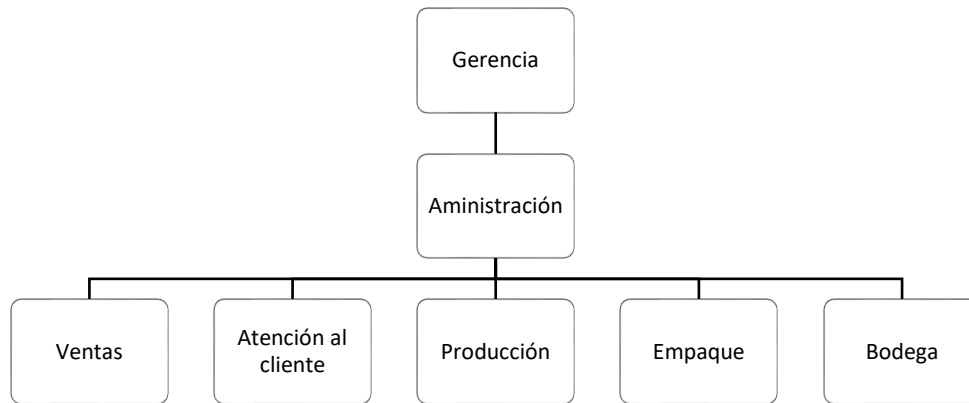 Gerencia
Aministración
Ventas
Atención al
cliente
Producción
Empaque
Bodega